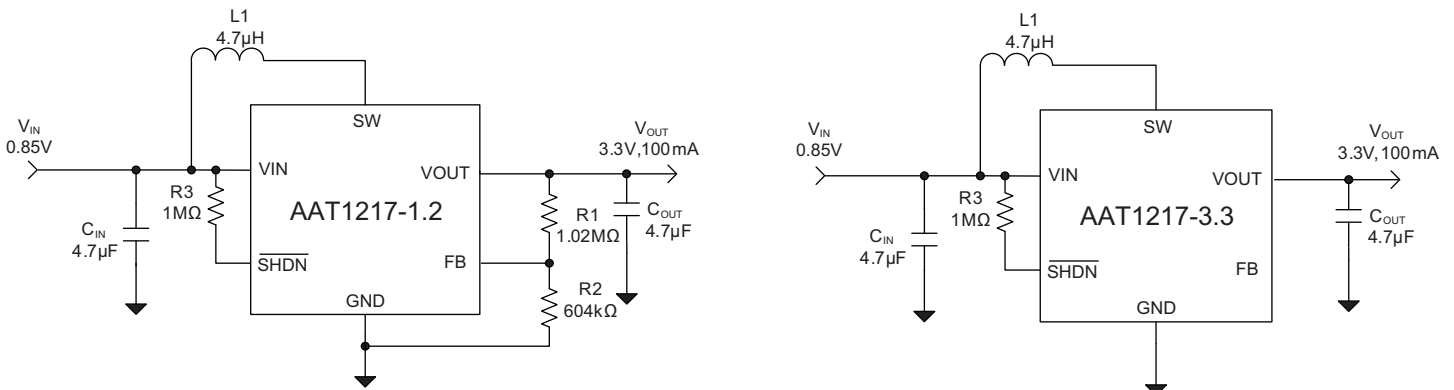 L1
4.7µH
SW
V_IN
0.85V
VIN
V_OUT
3.3V,100mA
VOUT
R3
1MΩ
AAT1217-1.2
R1
1.02MΩ
C_OUT
4.7µF
C_IN
4.7µF
SHDN
FB
GND
R2
604kΩ
L1
4.7µH
SW
V_IN
0.85V
VIN
V_OUT
3.3V,100mA
VOUT
R3
1MΩ
AAT1217-3.3
C_OUT
4.7µF
C_IN
4.7µF
SHDN
FB
GND